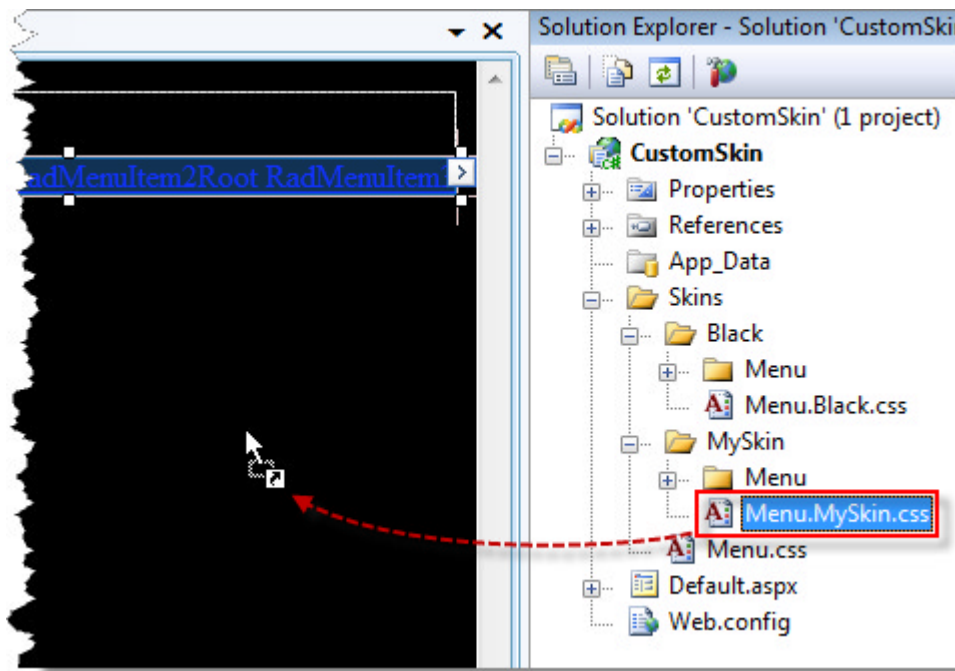 Solution Explorer - Solution 'CustomSki
Solution 'CustomSkin' (1 project)
CustomSkin
Properties
References
App_Data
Skins
Black
Menu
Menu.Black.css
MySkin
Menu
Menu.MySkin.css
Menu.css
Default.aspx
Web.config
adMenuItem2Root RadMenuItem